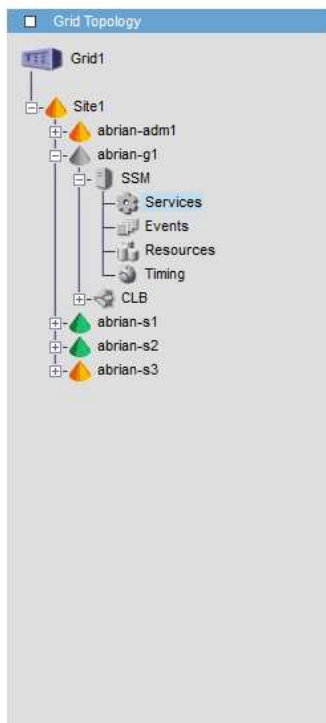 Grid Topology
Grid1
Site1
abrian-adm1
abrian-g1
SSM
Services
Events
Resources
Timing
CLB
abrian-s1
abrian-s2
abrian-s3